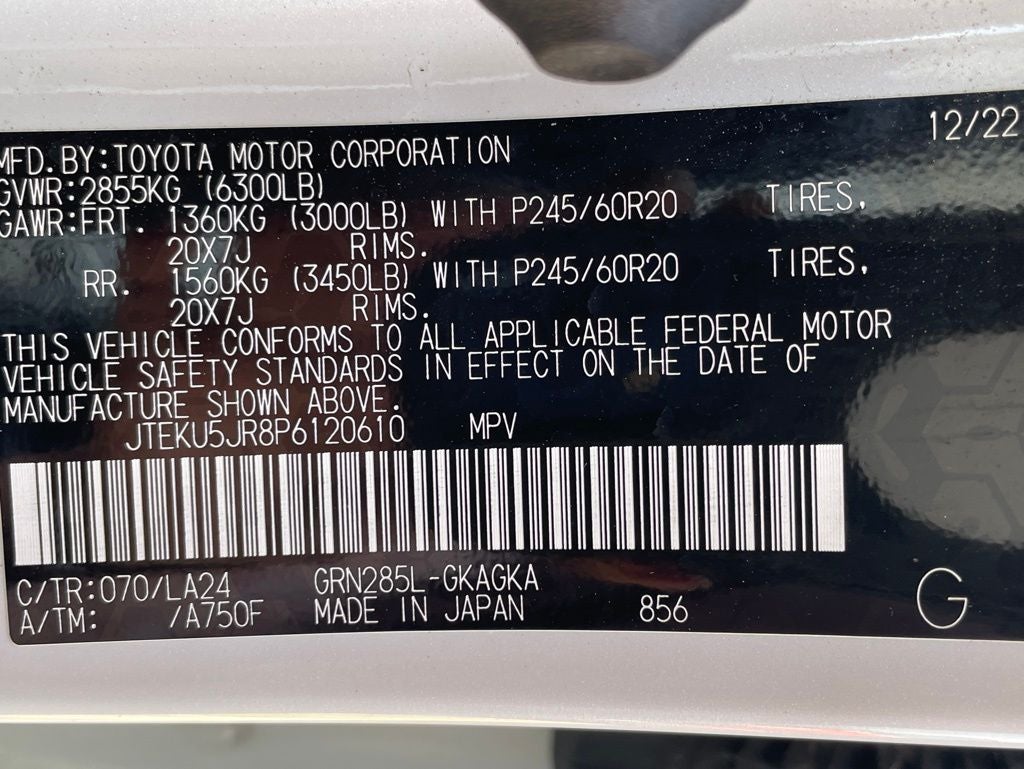 12/22
MFD.BY:TOYOTA MOTOR CORPORATION
GVWR:2855KG (6300LB)
GAWR:FRT. 1360KG (3000LB) WITH P245/60R20 TIRES,
20X7J RIMS.
RR. 1560KG (3450LB) WITH P245/60R20 TIRES,
20X7J RIMS.
THIS VEHICLE CONFORMS TO ALL APPLICABLE FEDERAL MOTOR
VEHICLE SAFETY STANDARDS IN EFFECT ON THE DATE OF
MANUFACTURE SHOWN ABOVE.
JTEKU5JR8P6120610 MPV
C/TR:070/LA24 GRN285L-GKAGKA
A/TM: /A750F MADE IN JAPAN 856 G